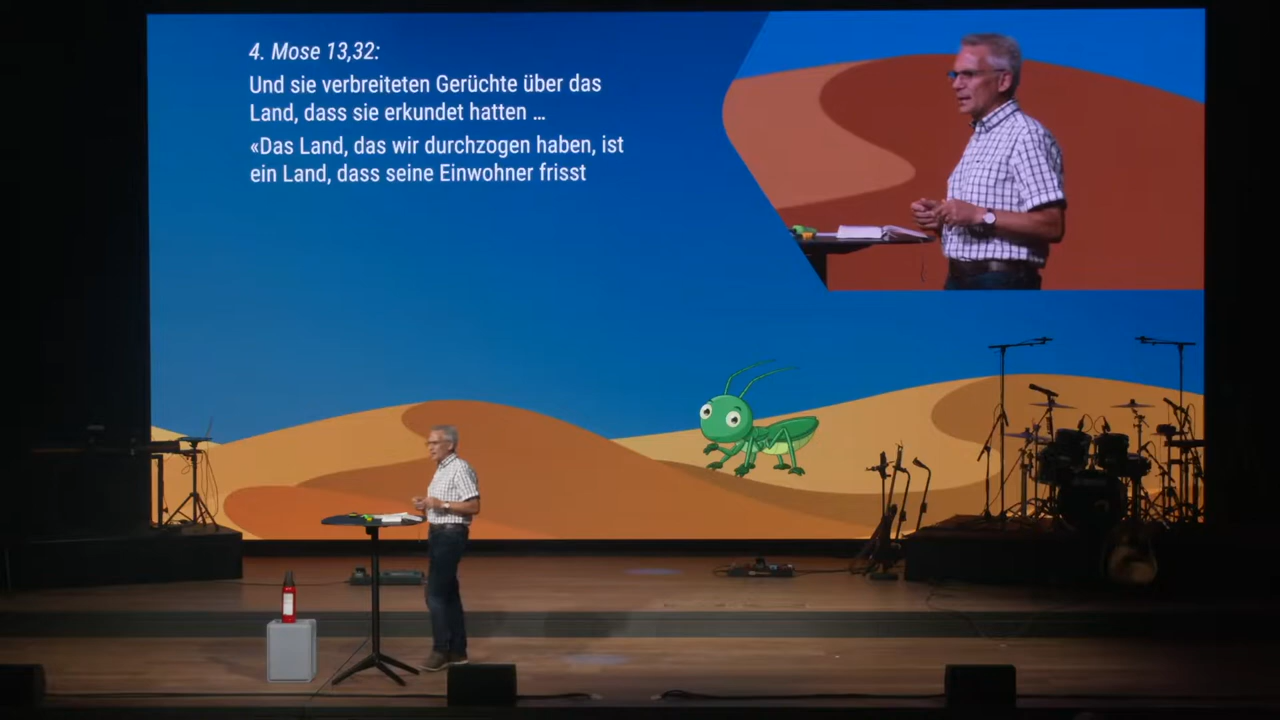 4. Mose 13,32:
Und sie verbreiteten Gerüchte über das
Land, dass sie erkundet hatten ...
«Das Land, das wir durchzogen haben, ist
ein Land, dass seine Einwohner frisst